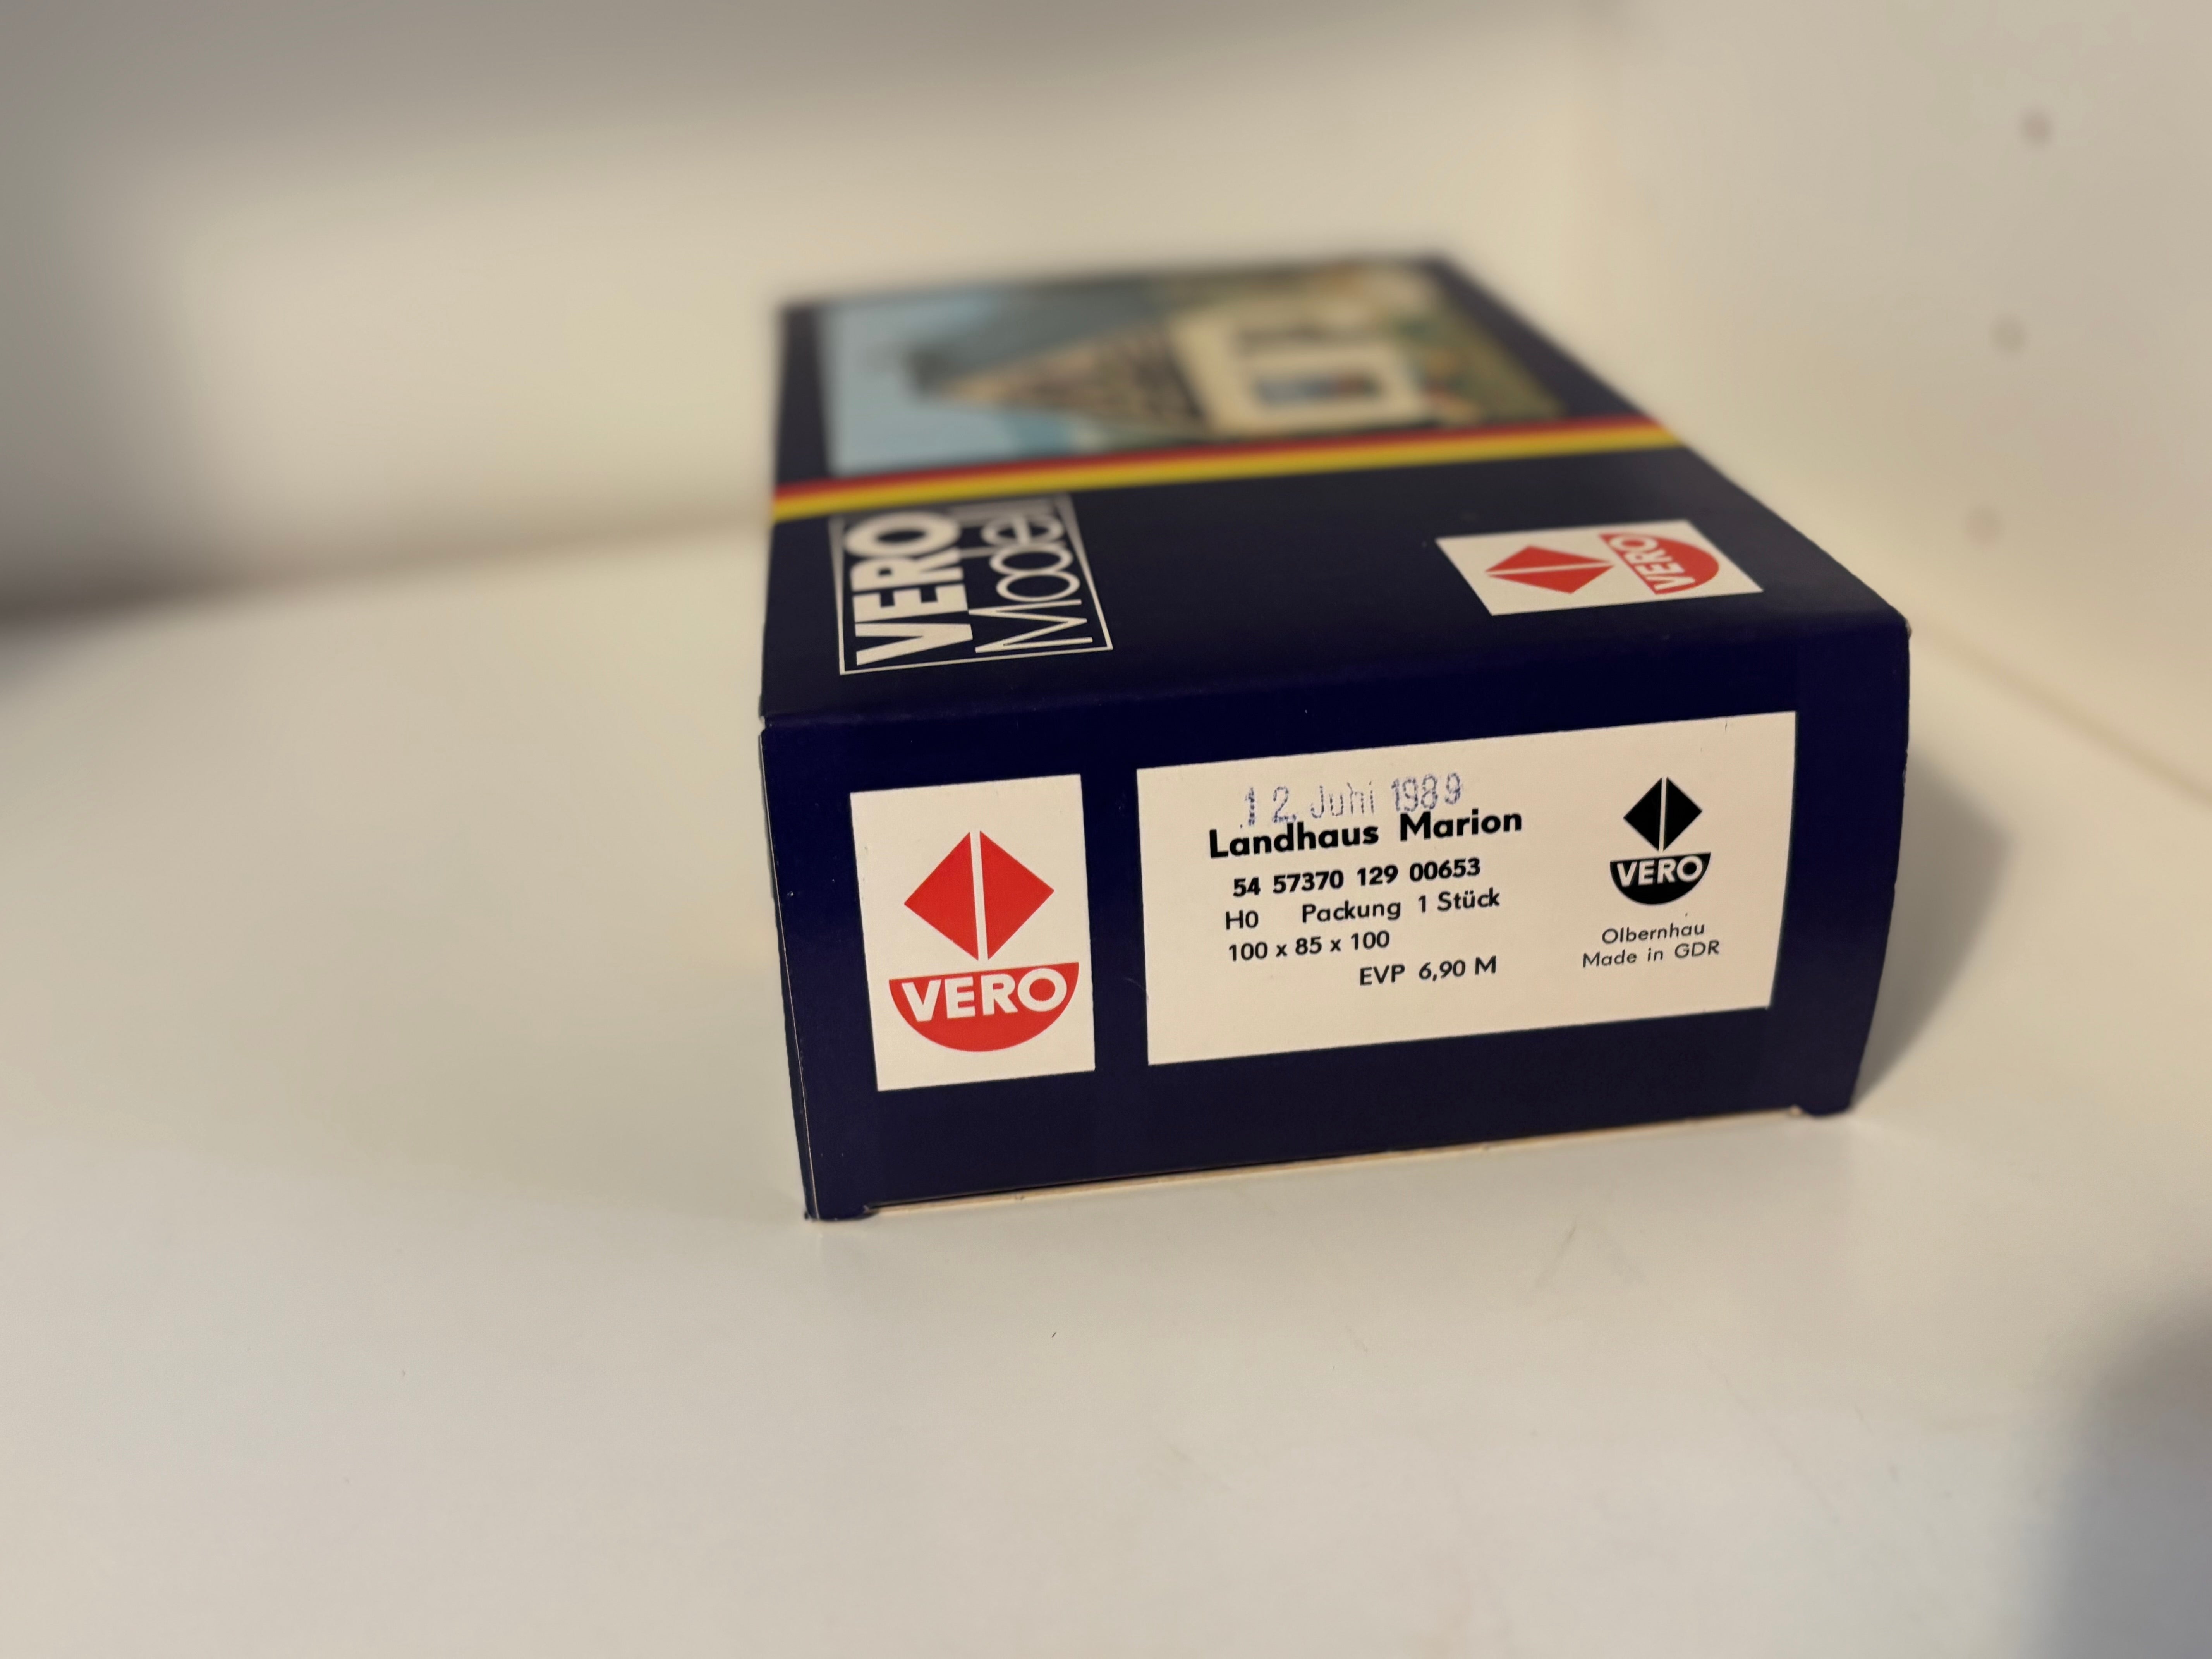 VERO
Modell
VERO
VERO
12. Juni 1989
Landhaus Marion
54 57370 129 00653
H0 Packung 1 Stück
100 x 85 x 100
EVP 6,90 M
VERO
Olbernhau
Made in GDR